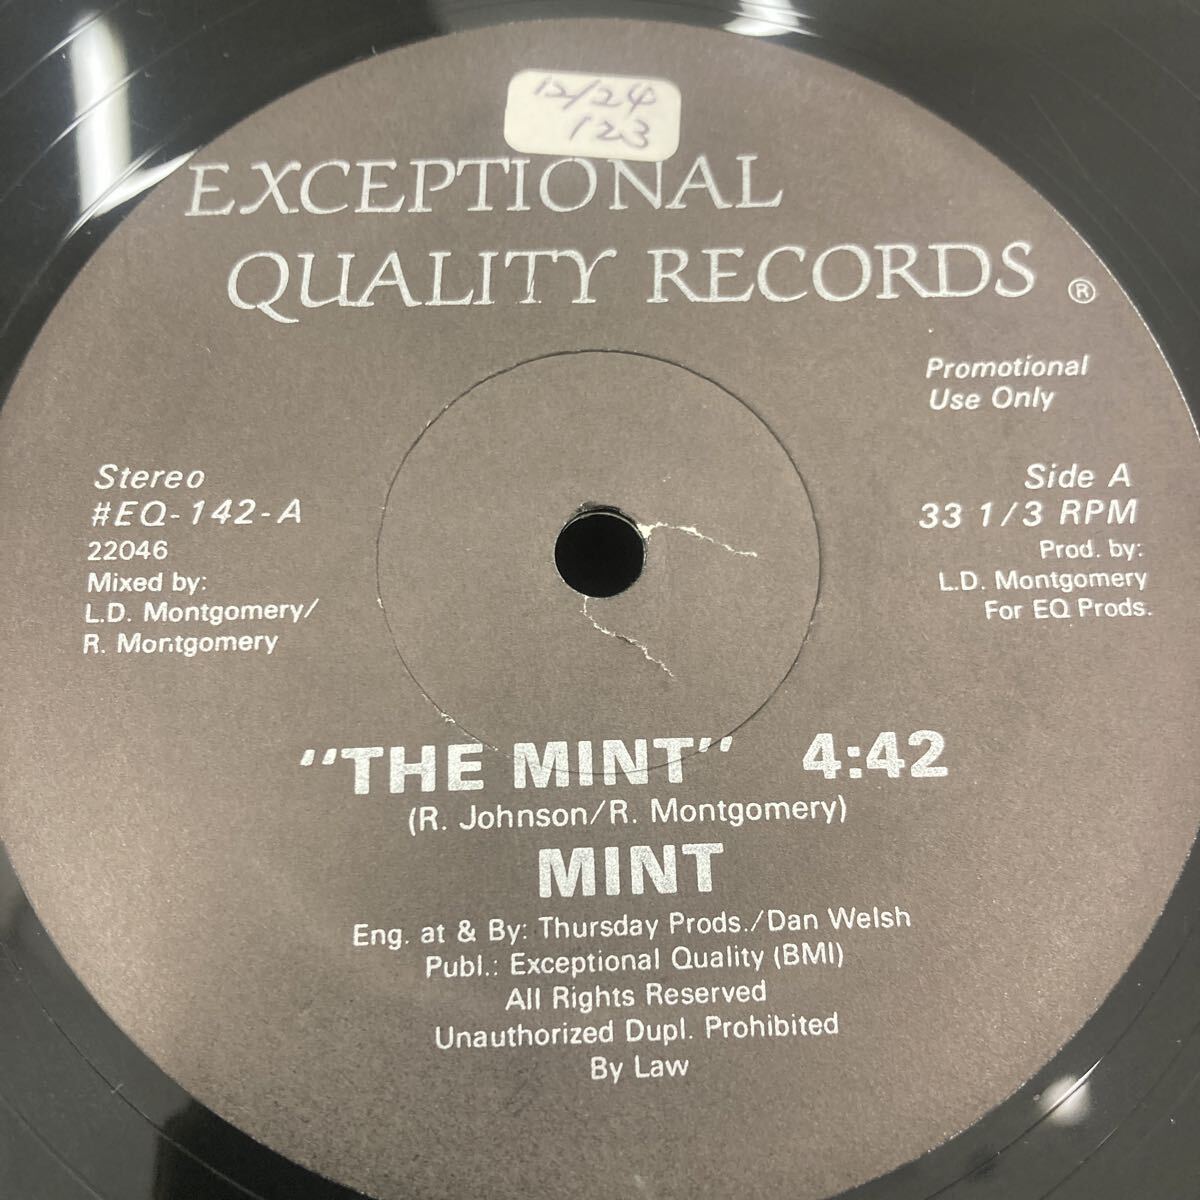 12/24
123
EXCEPTIONAL
QUALITY RECORDS ®
Promotional
Use Only
Stereo
#EQ-142-A
22046
Mixed by:
L.D. Montgomery/
R. Montgomery
Side A
33 1/3 RPM
Prod. by:
L.D. Montgomery
For EQ Prods.
"THE MINT" 4:42
(R. Johnson/R. Montgomery)
MINT
Eng. at & By: Thursday Prods./Dan Welsh
Publ.: Exceptional Quality (BMI)
All Rights Reserved
Unauthorized Dupl. Prohibited
By Law